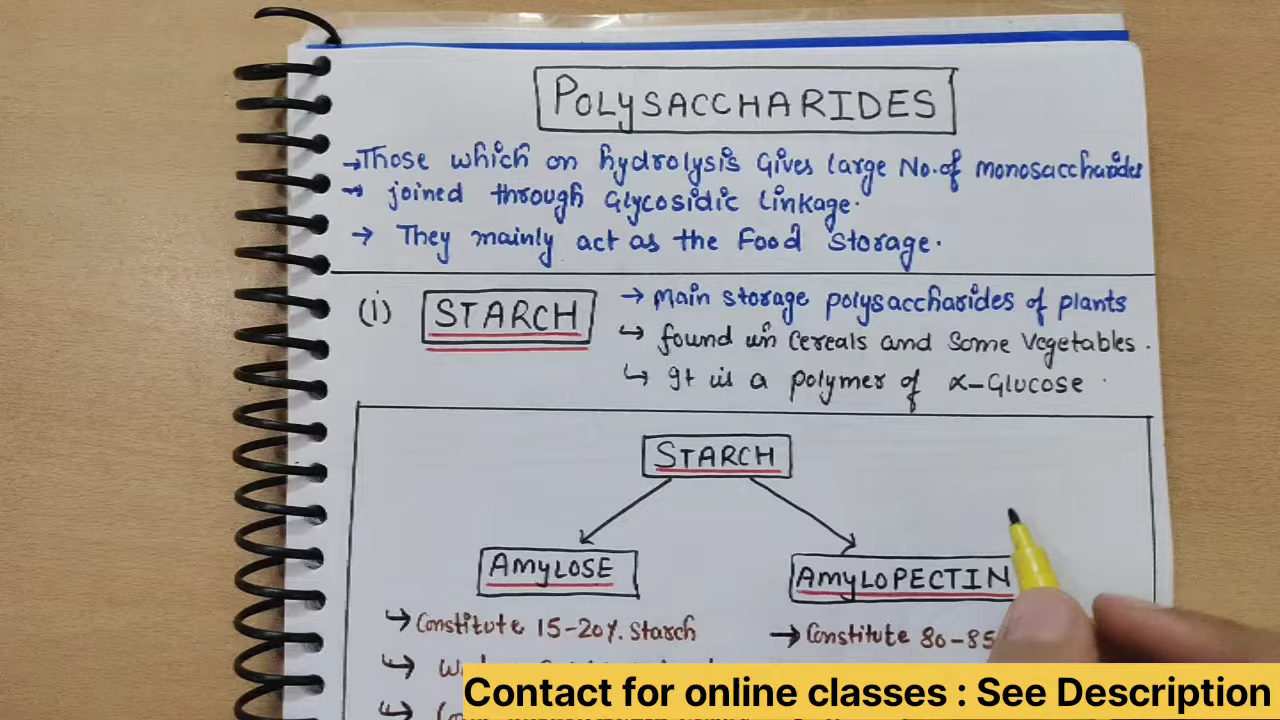 POLYSACCHARIDES
→Those which on hydrolysis Gives large No.of monosaccharides
→ joined through Glycosidic Linkage.
→ They mainly act as the Food Storage.
(i) STARCH → Main storage polysaccharides of plants
↳ found in Cereals and Some Vegetables.
↳ It is a polymer of α-Glucose
STARCH
AMYLOSE AMYLOPECTIN
↳Constitute 15-20% Starch →Constitute 80-85
Contact for online classes : See Description